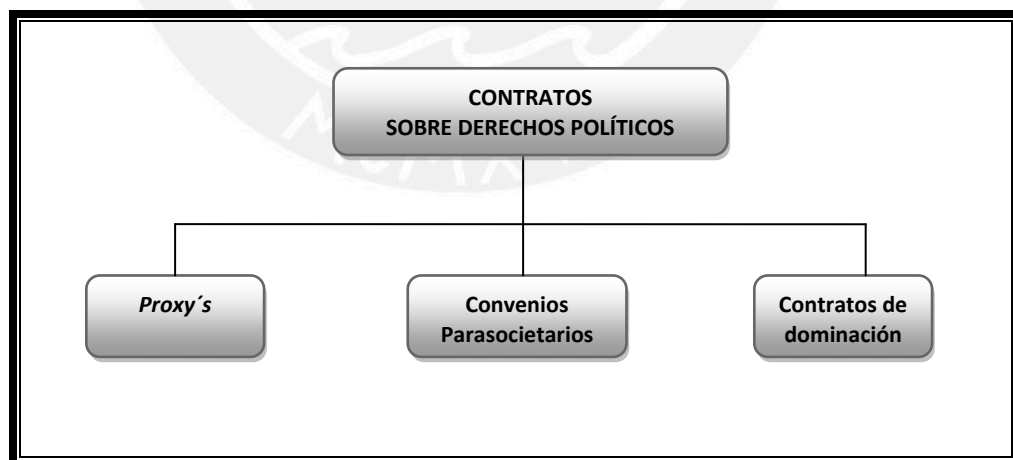 CONTRATOS
SOBRE DERECHOS POLÍTICOS
Proxy´s
Convenios
Parasocietarios
Contratos de
dominación